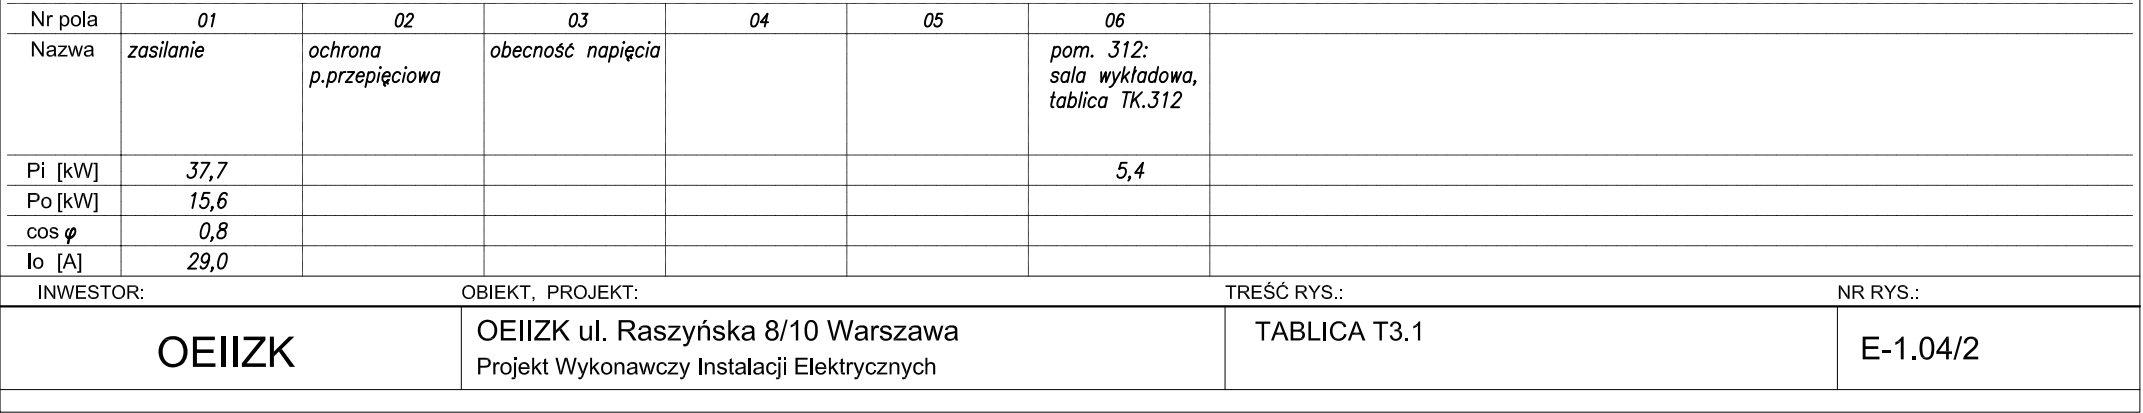 Nr pola 01 02 03 04 05 06
Nazwa zasilanie ochrona obecność napięcia pom. 312:
p.przepięciowa sala wykładowa,
tablica TK.312
Pi [kW] 37,7 5,4
Po [kW] 15,6
cos φ 0,8
Io [A] 29,0
INWESTOR: OBIEKT, PROJEKT: TREŚĆ RYS.: NR RYS.:
OEIIZK OEIIZK ul. Raszyńska 8/10 Warszawa TABLICA T3.1 E-1.04/2
Projekt Wykonawczy Instalacji Elektrycznych